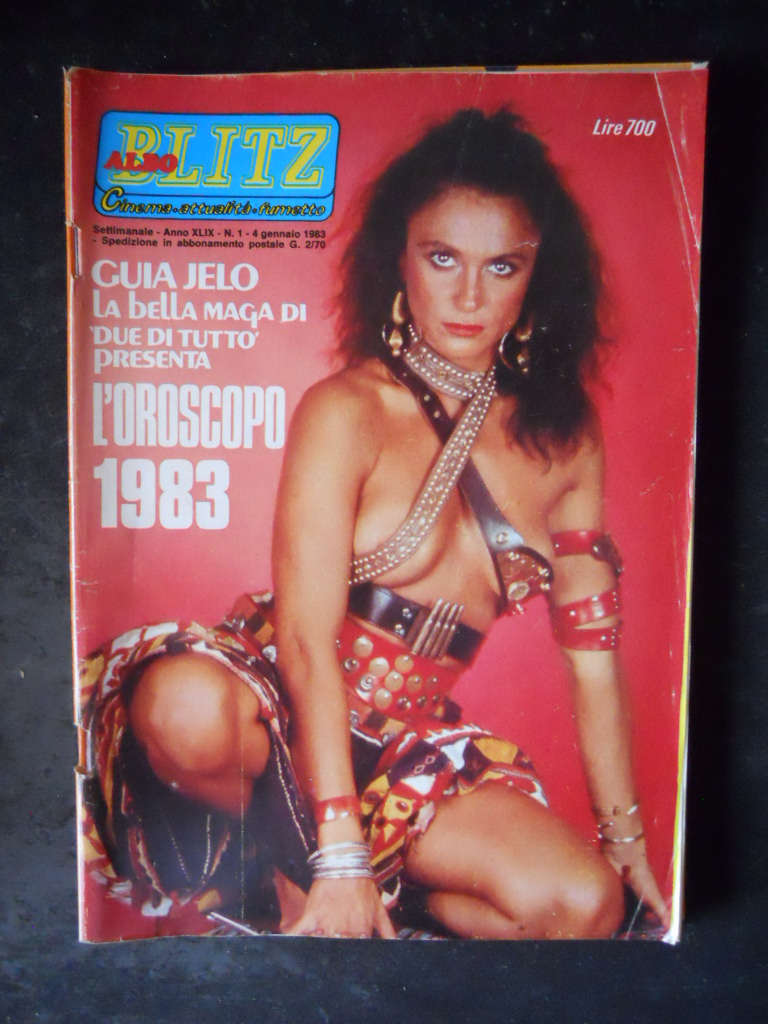 ALBO
BLITZ
Cinema•attualità•fumetto
Settimanale - Anno XLIX - N. 1 - 4 gennaio 1983
- Spedizione in abbonamento postale G. 2/70
Lire 700
GUIA JELO
La bella MAGA DI
'DUE DI TUTTO'
PRESENTA
L'OROSCOPO
1983